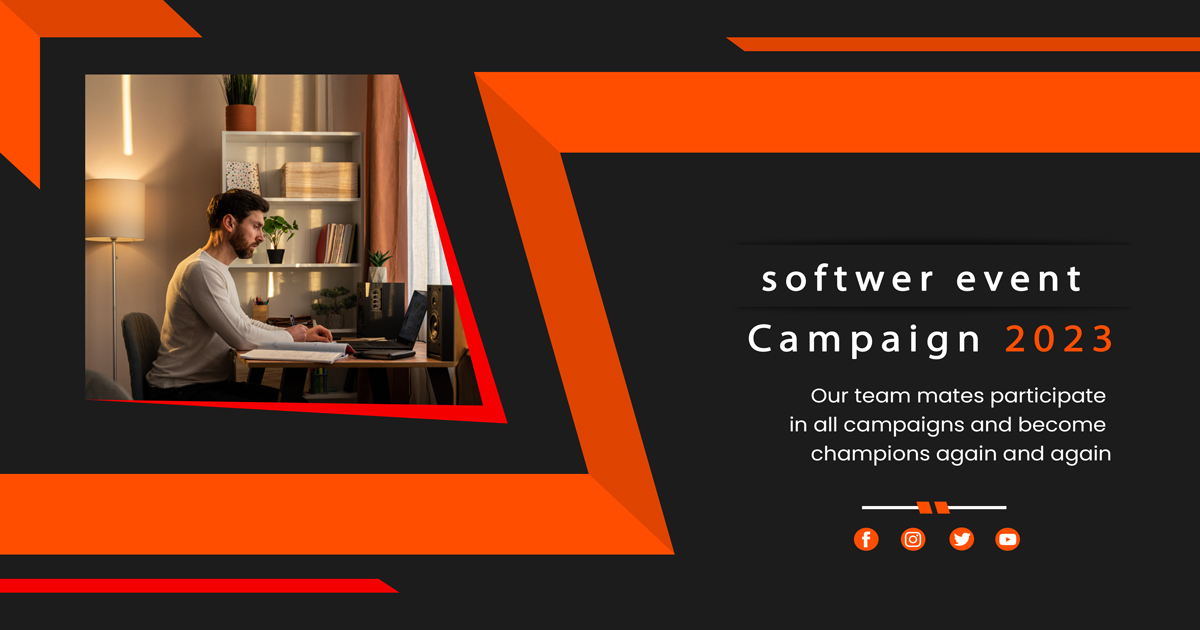 softwer event
Campaign 2023
Our team mates participate
in all campaigns and become
champions again and again